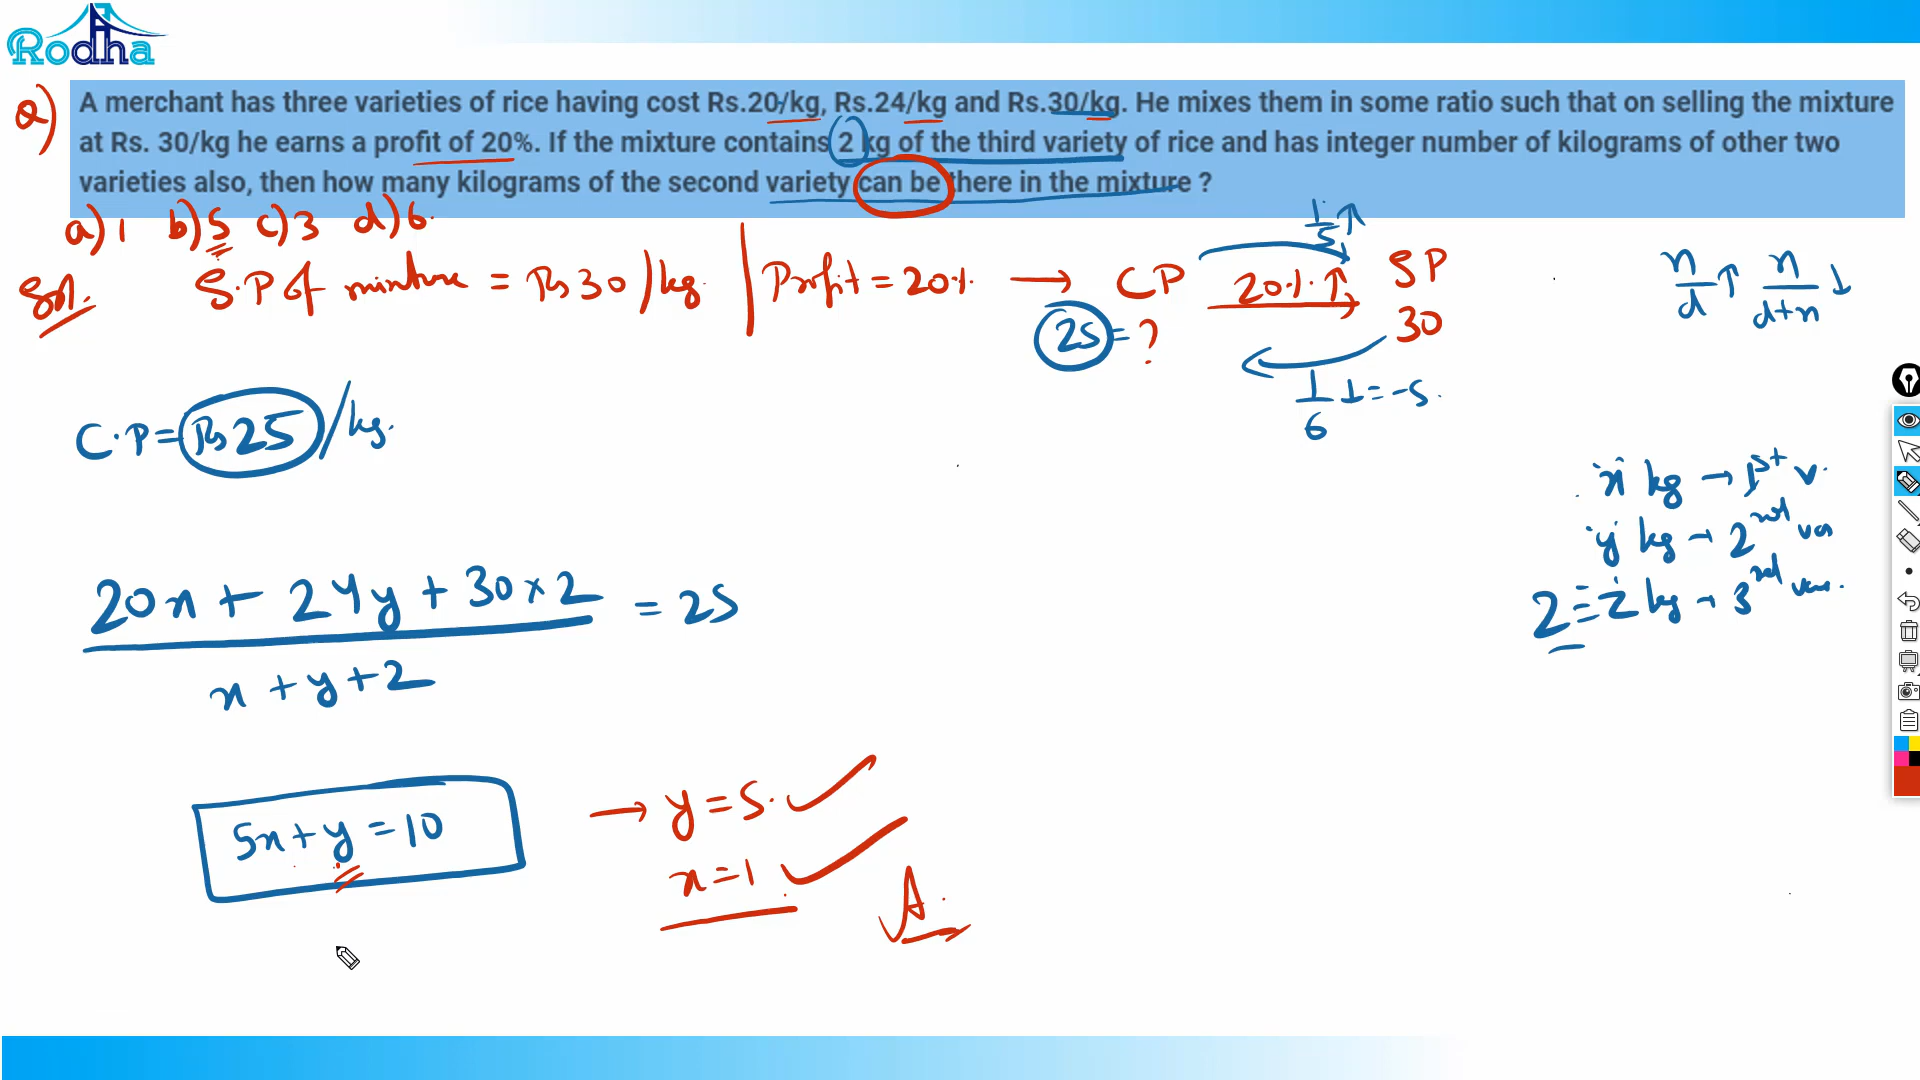 Rodha
Q) A merchant has three varieties of rice having cost Rs.20/kg, Rs.24/kg and Rs.30/kg. He mixes them in some ratio such that on selling the mixture
at Rs. 30/kg he earns a profit of 20%. If the mixture contains 2 kg of the third variety of rice and has integer number of kilograms of other two
varieties also, then how many kilograms of the second variety can be there in the mixture ?
a) 1 b) 5 c) 3 d) 6.
Sol. S.P of mixture = Rs 30/kg. | Profit = 20% → CP 20% ↑ SP
1/5 ↑
25 = ? 30
1/6 ↓ = -5.
n/d ↑ n/d+n ↓
C.P = Rs 25/kg.
x kg → 1st v.
y kg → 2nd var
2 = z kg → 3rd var.
20x + 24y + 30 × 2 / x + y + 2 = 25
5x + y = 10 → y = 5.
x = 1
A.